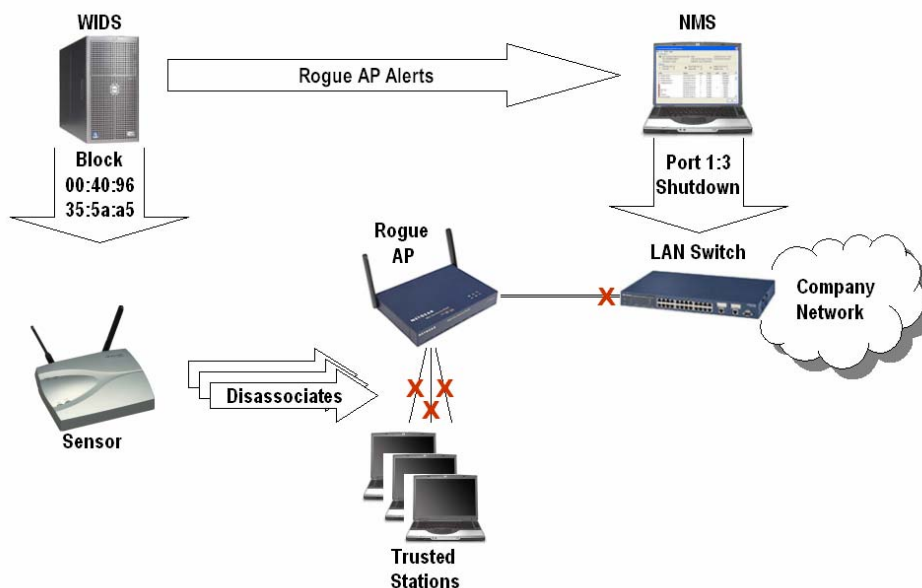 WIDS
NMS
Rogue AP Alerts
Block
00:40:96
35:5a:a5
Port 1:3
Shutdown
Rogue
AP
LAN Switch
Company
Network
NETGEAR
X
X
X
X
Disassociates
Sensor
Trusted
Stations